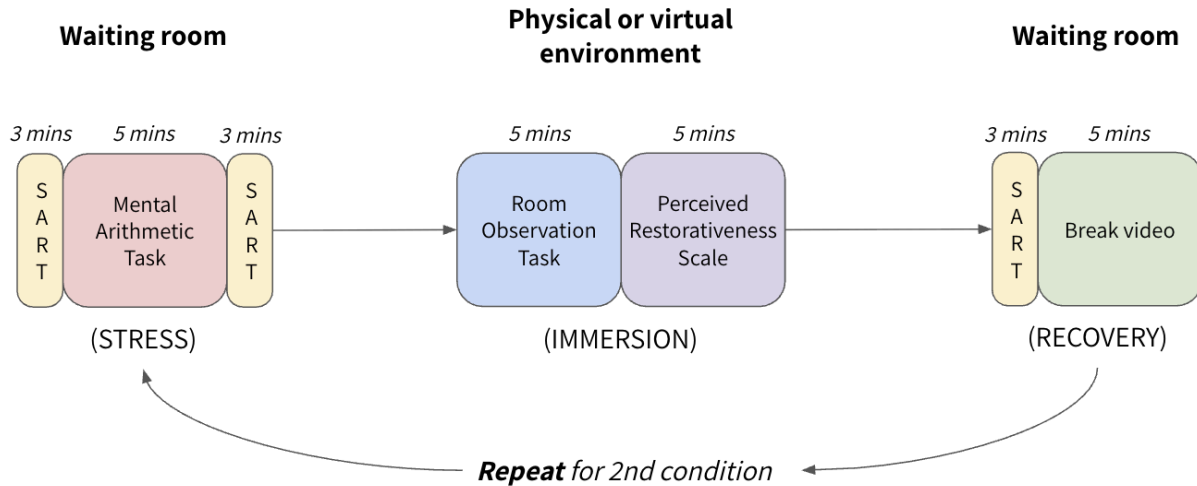 Waiting room
Physical or virtual
environment
Waiting room
3 mins
5 mins
3 mins
5 mins
5 mins
3 mins
5 mins
S
A
R
T
Mental
Arithmetic
Task
S
A
R
T
Room
Observation
Task
Perceived
Restorativeness
Scale
S
A
R
T
Break video
(STRESS)
(IMMERSION)
(RECOVERY)
Repeat for 2nd condition